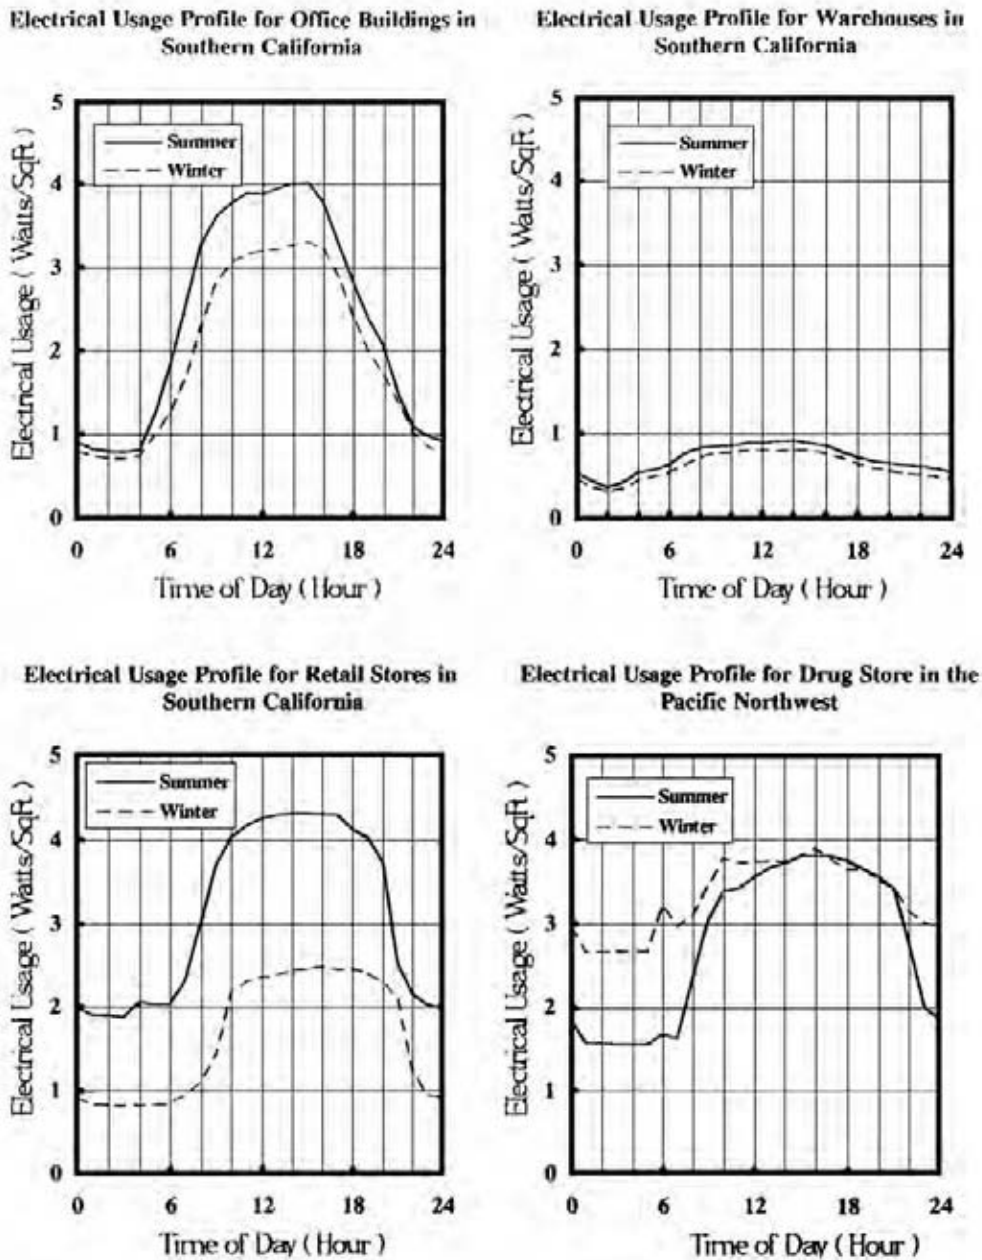 Electrical Usage Profile for Office Buildings in
Southern California
5
4
3
2
1
0
Electrical Usage ( Watts/SqFt )
Summer
Winter
0 6 12 18 24
Time of Day ( Hour )
Electrical Usage Profile for Warehouses in
Southern California
5
4
3
2
1
0
Electrical Usage ( Watts/SqFt )
Summer
Winter
0 6 12 18 24
Time of Day ( Hour )
Electrical Usage Profile for Retail Stores in
Southern California
5
4
3
2
1
0
Electrical Usage ( Watts/SqFt )
Summer
Winter
0 6 12 18 24
Time of Day ( Hour )
Electrical Usage Profile for Drug Store in the
Pacific Northwest
5
4
3
2
1
0
Electrical Usage ( Watts/SqFt )
Summer
Winter
0 6 12 18 24
Time of Day ( Hour )